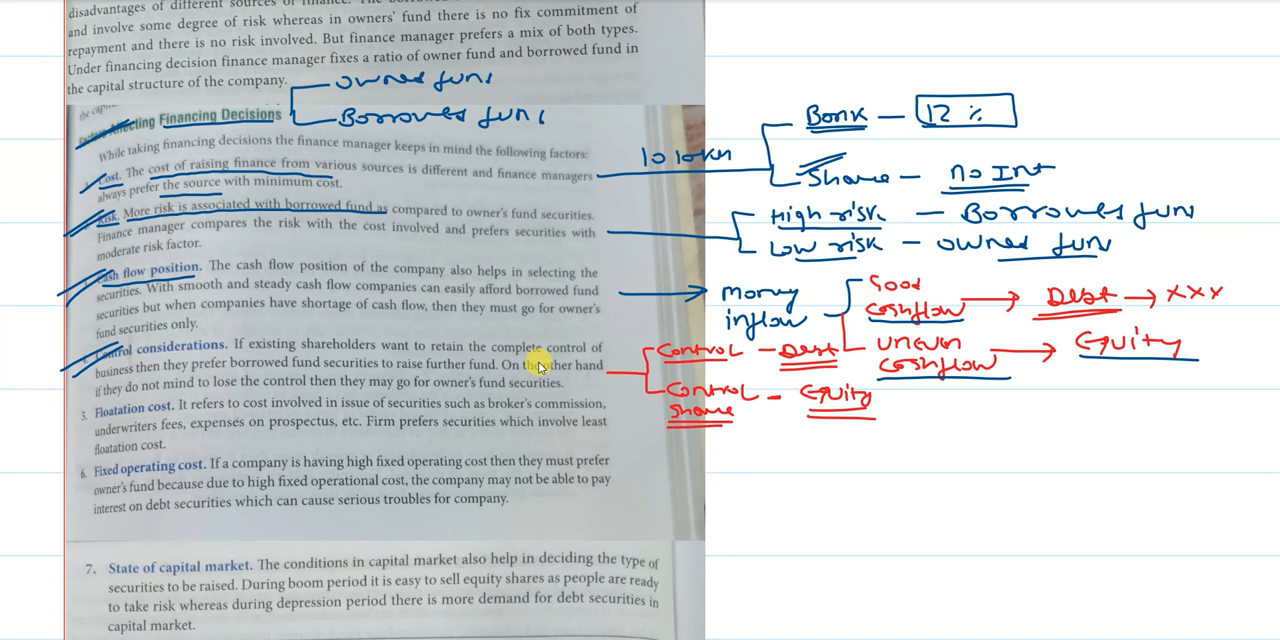 disadvantages of different sources of finance. The
and involve some degree of risk whereas in owners' fund there is no fix commitment of
repayment and there is no risk involved. But finance manager prefers a mix of both types.
Under financing decision finance manager fixes a ratio of owner fund and borrowed fund in
the capital structure of the company.
owned fund
Borrowed fund
Factors Affecting Financing Decisions
While taking financing decisions the finance manager keeps in mind the following factors:
Cost. The cost of raising finance from various sources is different and finance managers
always prefer the source with minimum cost.
Risk. More risk is associated with borrowed fund as compared to owner's fund securities.
Finance manager compares the risk with the cost involved and prefers securities with
moderate risk factor.
Cash flow position. The cash flow position of the company also helps in selecting the
securities. With smooth and steady cash flow companies can easily afford borrowed fund
securities but when companies have shortage of cash flow, then they must go for owner's
fund securities only.
Control considerations. If existing shareholders want to retain the complete control of
business then they prefer borrowed fund securities to raise further fund. On the other hand
if they do not mind to lose the control then they may go for owner's fund securities.
5. Floatation cost. It refers to cost involved in issue of securities such as broker's commission,
underwriters fees, expenses on prospectus, etc. Firm prefers securities which involve least
floatation cost.
6. Fixed operating cost. If a company is having high fixed operating cost then they must prefer
owner's fund because due to high fixed operational cost, the company may not be able to pay
interest on debt securities which can cause serious troubles for company.
7. State of capital market. The conditions in capital market also help in deciding the type of
securities to be raised. During boom period it is easy to sell equity shares as people are ready
to take risk whereas during depression period there is more demand for debt securities in
capital market.
10 lakh
Bank - 12 %
Share - no Int
High risk - Borrowed fund
Low risk - owned fund
Money
inflow
Good
cashflow → Debt → xxx
uneven
cashflow → Equity
Control - Debt
Control
Share - Equity